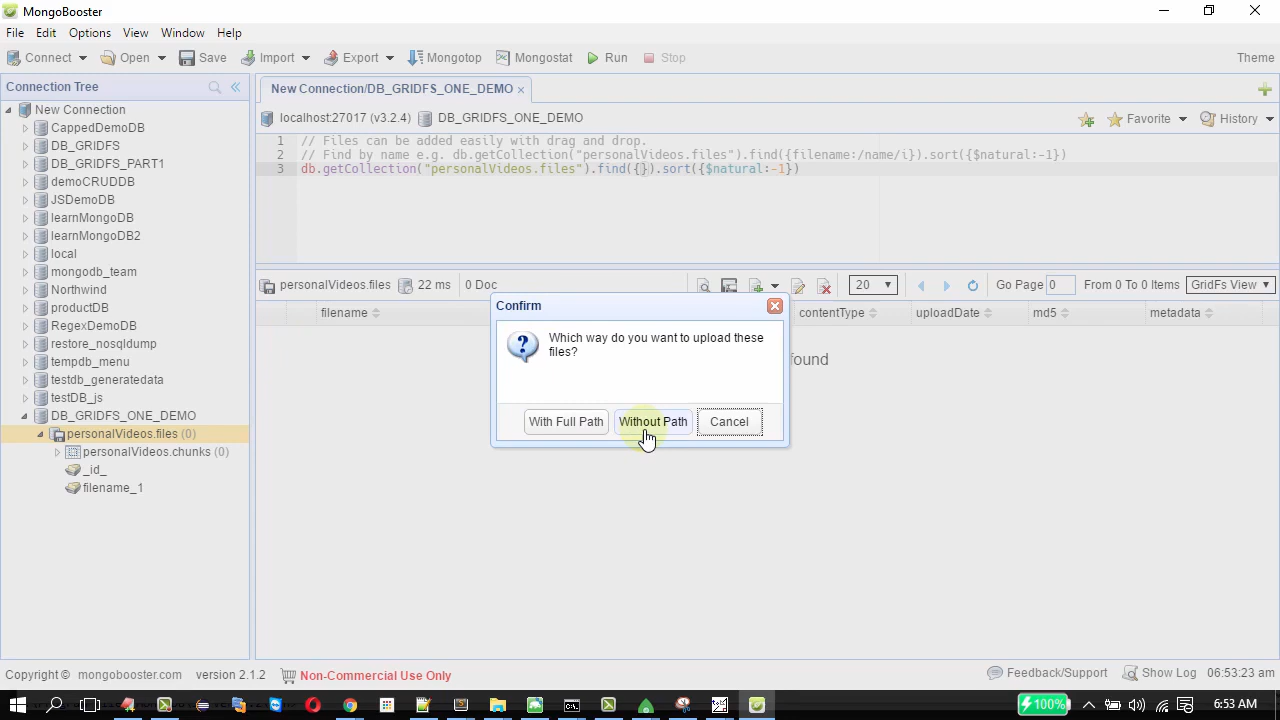 MongoBooster
File Edit Options View Window Help
Connect Open Save Import Export Mongotop Mongostat Run Stop Theme
Connection Tree
New Connection
CappedDemoDB
DB_GRIDFS
DB_GRIDFS_PART1
demoCRUDDB
JSDemoDB
learnMongoDB
learnMongoDB2
local
mongodb_team
Northwind
productDB
RegexDemoDB
restore_nosqldump
tempdb_menu
testdb_generatedata
testDB_js
DB_GRIDFS_ONE_DEMO
personalVideos.files (0)
personalVideos.chunks (0)
_id_
filename_1
New Connection/DB_GRIDFS_ONE_DEMO ×
localhost:27017 (v3.2.4) DB_GRIDFS_ONE_DEMO Favorite History
1 // Files can be added easily with drag and drop.
2 // Find by name e.g. db.getCollection("personalVideos.files").find({filename:/name/i}).sort({$natural:-1})
3 db.getCollection("personalVideos.files").find({}).sort({$natural:-1})
personalVideos.files 22 ms 0 Doc 20 Go Page 0 From 0 To 0 Items GridFs View
filename contentType uploadDate md5 metadata
found
Confirm
Which way do you want to upload these
files?
With Full Path Without Path Cancel
Copyright © mongobooster.com version 2.1.2 Non-Commercial Use Only Feedback/Support Show Log 06:53:23 am
100% 6:53 AM